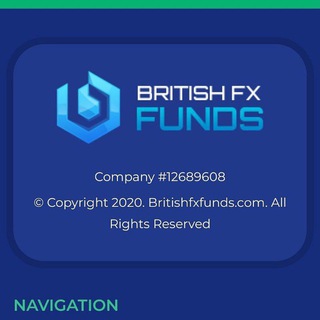 BRITISH FX
FUNDS
Company #12689608
© Copyright 2020. Britishfxfunds.com. All
Rights Reserved
NAVIGATION